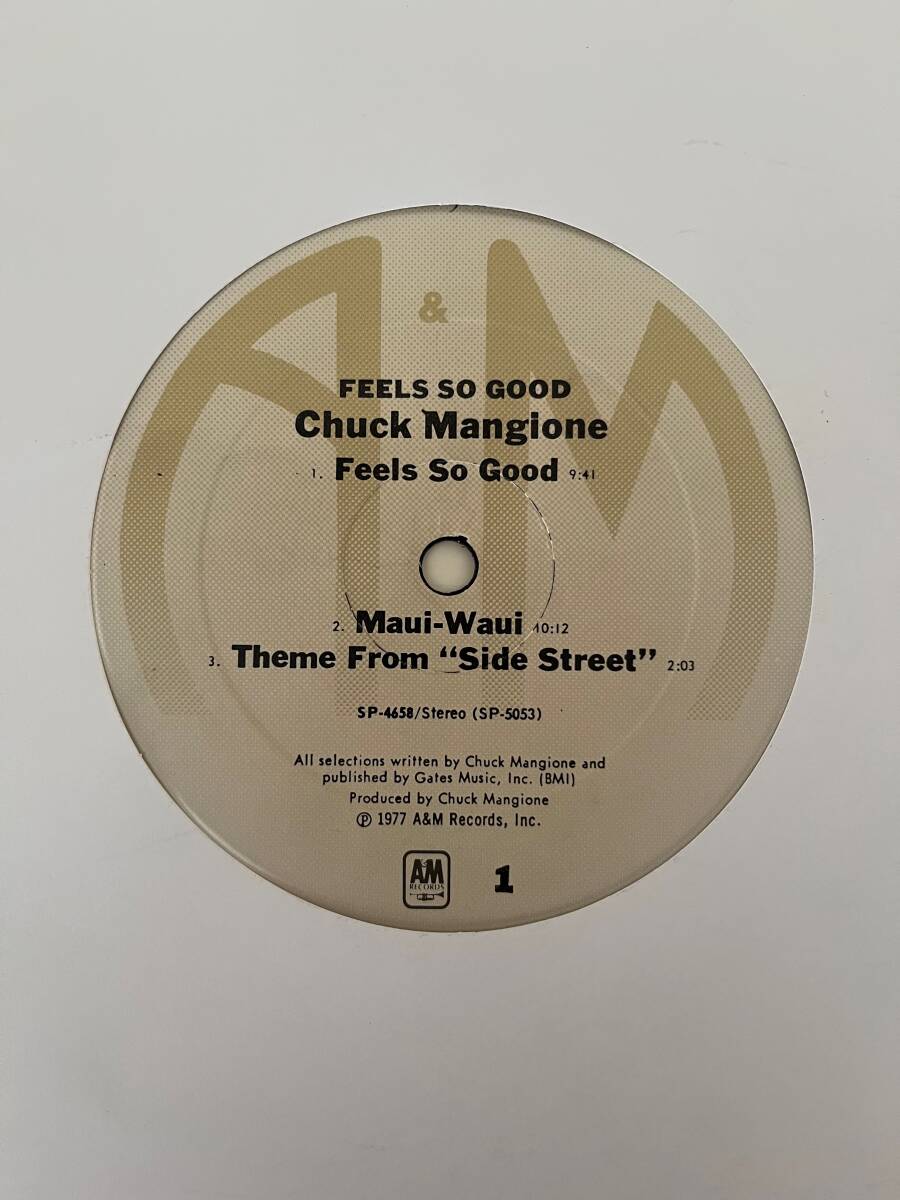 A & M
FEELS SO GOOD
Chuck Mangione
1. Feels So Good 9:41
2. Maui-Waui 10:12
3. Theme From “Side Street” 2:03
SP-4658/Stereo (SP-5053)
All selections written by Chuck Mangione and
published by Gates Music, Inc. (BMI)
Produced by Chuck Mangione
℗ 1977 A&M Records, Inc.
A&M
RECORDS
1